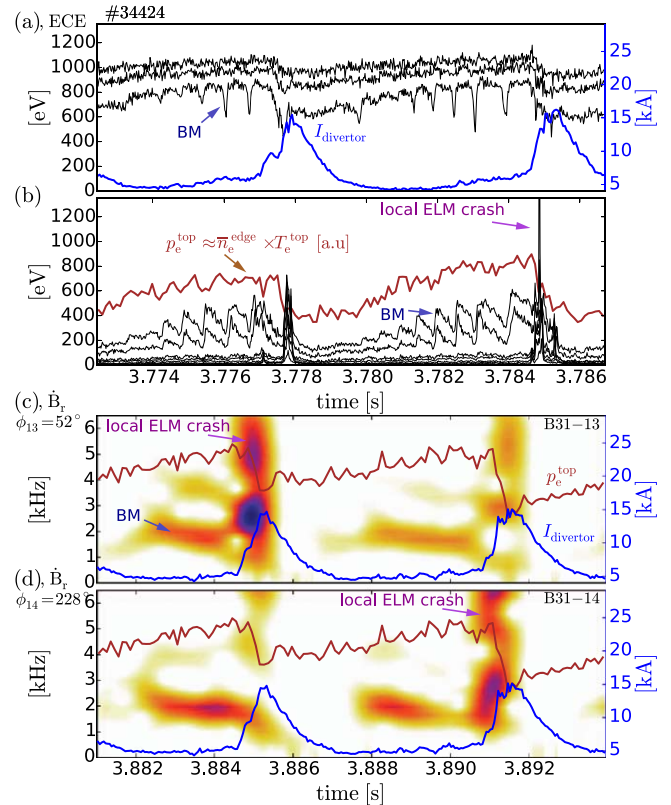 #34424
(a), ECE
1200
1000
800
600
400
200
0
[eV]
BM
I_divertor
25
20
15
10
5
[kA]
(b)
1200
1000
800
600
400
200
0
[eV]
local ELM crash
p_e^top ≈ n̅_e^edge ×T_e^top [a.u]
BM
3.774 3.776 3.778 3.780 3.782 3.784 3.786
time [s]
(c), Ḃ_r
ϕ_13=52°
local ELM crash
B31−13
6
5
4
3
2
1
0
[kHz]
BM
p_e^top
I_divertor
25
20
15
10
5
[kA]
(d), Ḃ_r
ϕ_14=228°
local ELM crash
B31−14
6
5
4
3
2
1
0
[kHz]
25
20
15
10
5
[kA]
3.882 3.884 3.886 3.888 3.890 3.892
time [s]